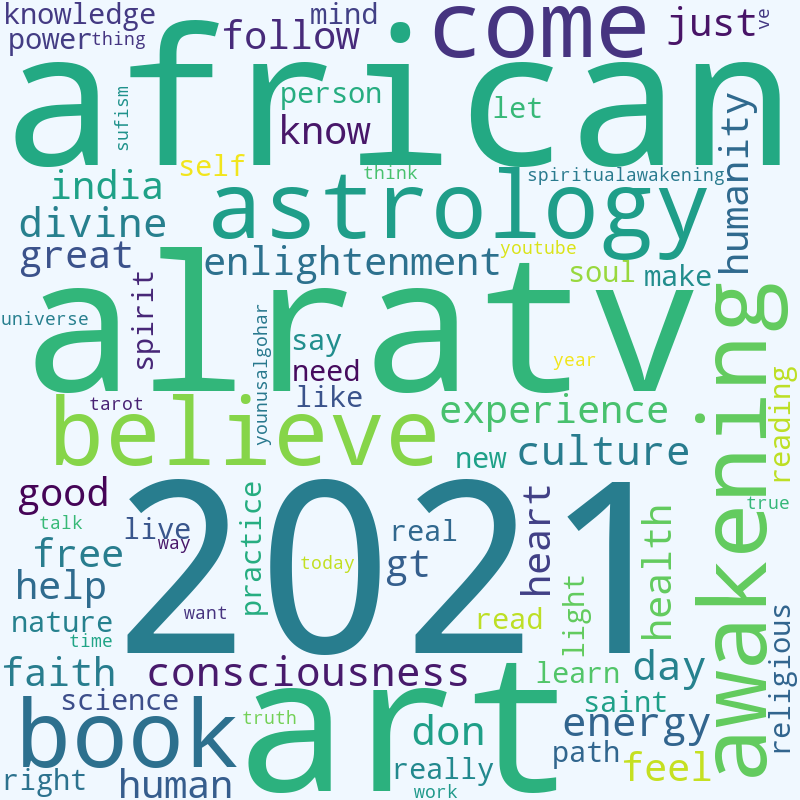 knowledge
mind
come
just
ve
power
thing
follow
african
sufism
person
let
know
humanity
self
think
spiritualawakening
india
astrology
divine
great
enlightenment
youtube
soul
make
spirit
alratv
universe
younusalgohar
say
need
year
like
tarot
believe
experience
reading
awakening
new
culture
good
2021
talk
live
way
practice
real
heart
true
free
today
gt
health
help
want
light
nature
read
time
religious
faith
consciousness
art
learn
day
science
saint
book
truth
don
energy
path
feel
right
human
really
work